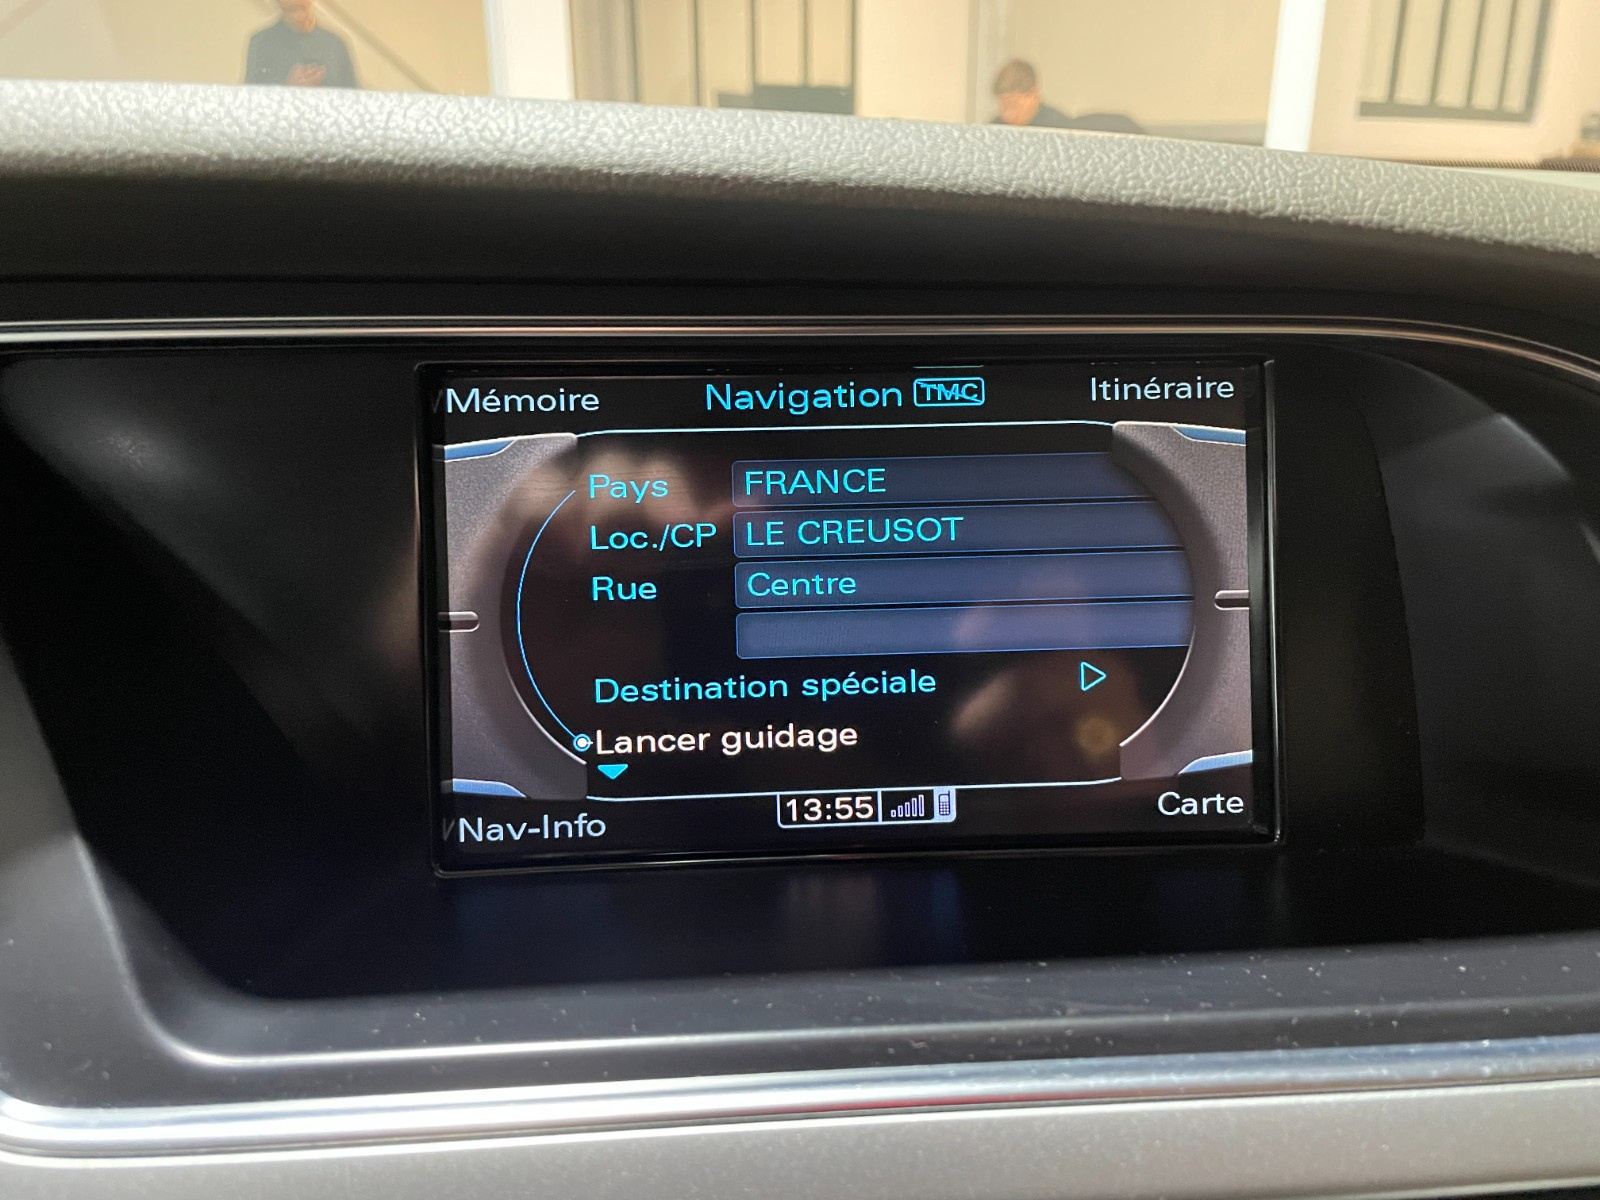 Mémoire Navigation TMC Itinéraire
Pays FRANCE
Loc./CP LE CREUSOT
Rue Centre
Destination spéciale
Lancer guidage
Nav-Info 13:55 Carte